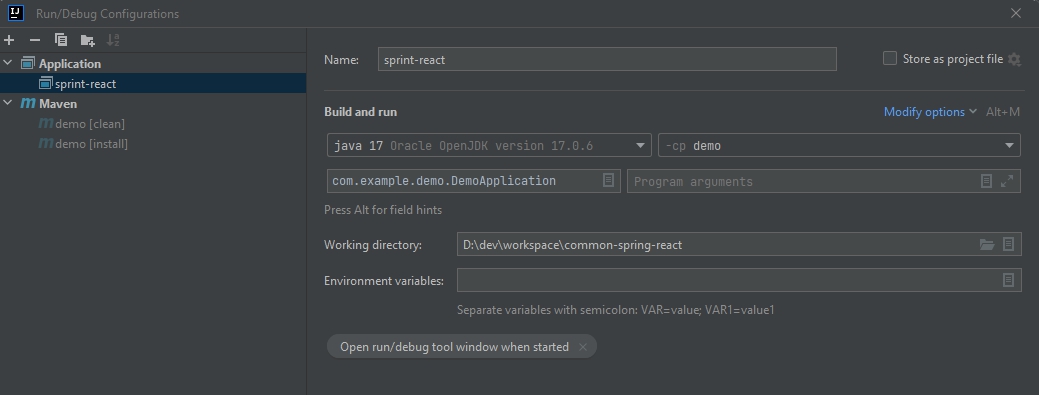 IJ Run/Debug Configurations
Application
sprint-react
Maven
demo [clean]
demo [install]
Name: sprint-react Store as project file
Build and run Modify options Alt+M
java 17 Oracle OpenJDK version 17.0.6 -cp demo
com.example.demo.DemoApplication Program arguments
Press Alt for field hints
Working directory: D:\dev\workspace\common-spring-react
Environment variables:
Separate variables with semicolon: VAR=value; VAR1=value1
Open run/debug tool window when started